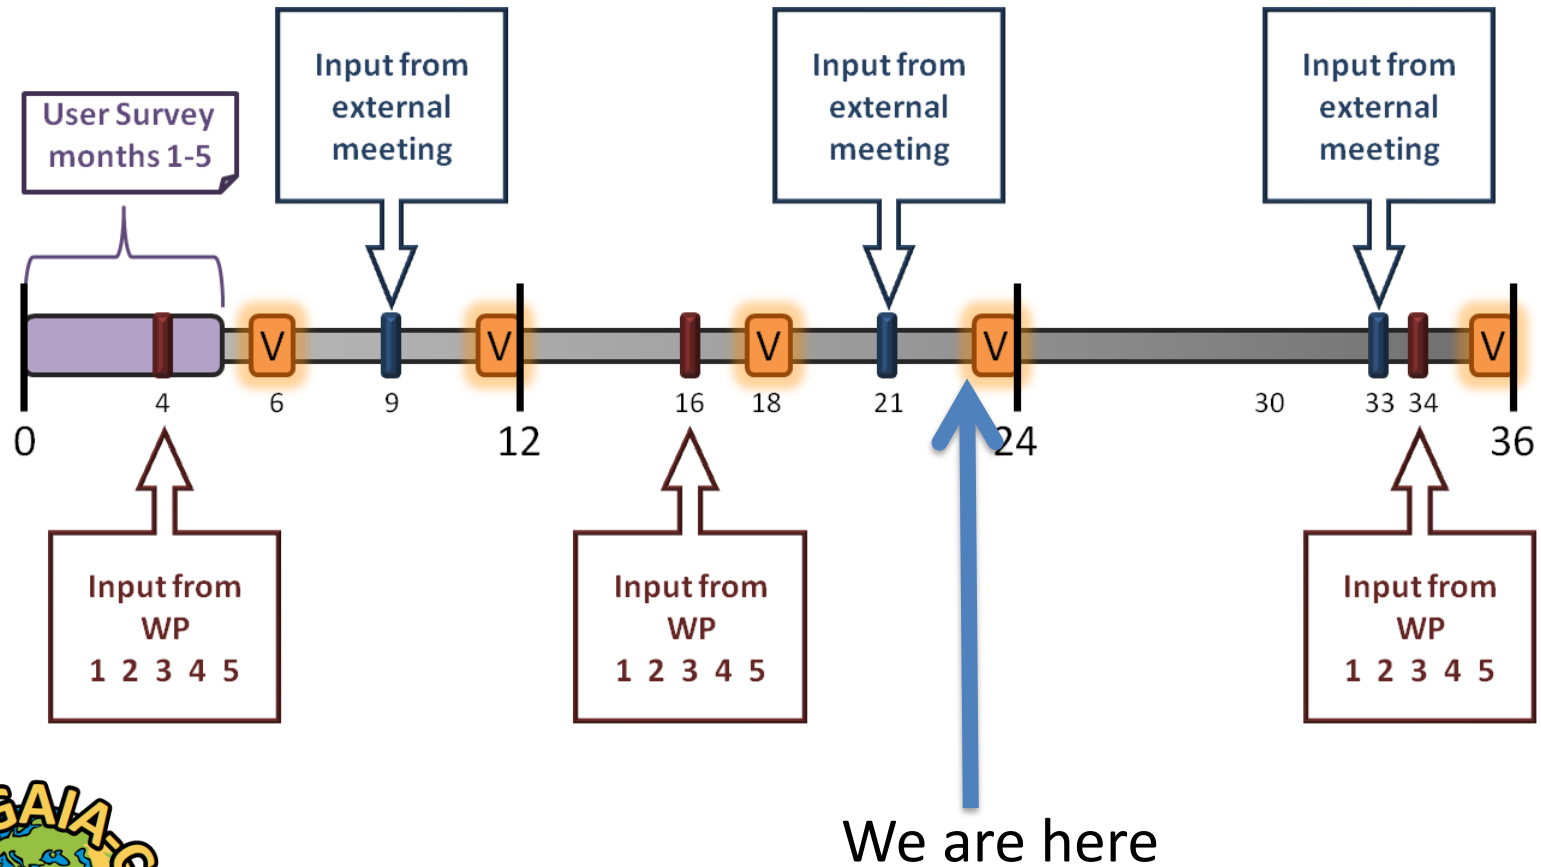 Input from
external
meeting
Input from
external
meeting
Input from
external
meeting
User Survey
months 1-5
V
V
V
V
V
4
6
9
16
18
21
30
33
34
0
12
24
36
Input from
WP
1 2 3 4 5
Input from
WP
1 2 3 4 5
Input from
WP
1 2 3 4 5
GAIA-
We are here